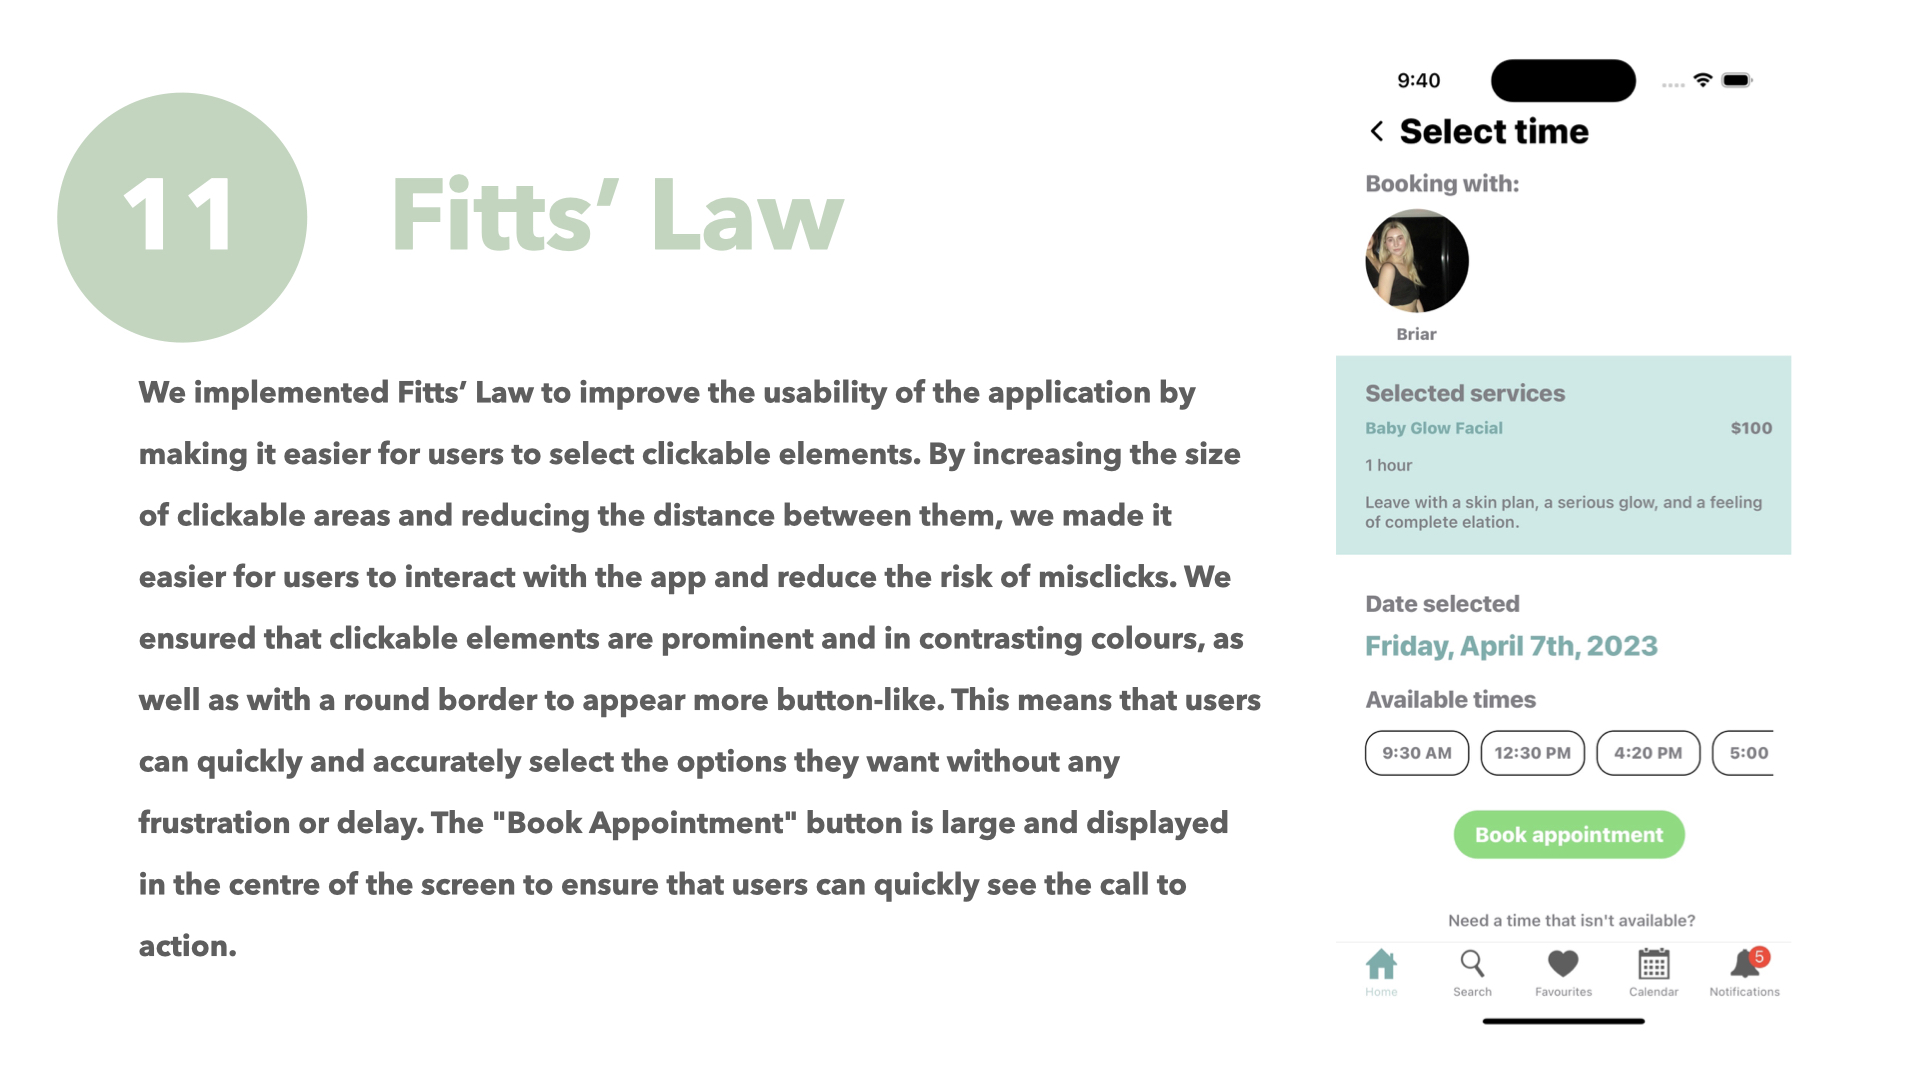 11
Fitts’ Law
We implemented Fitts’ Law to improve the usability of the application by
making it easier for users to select clickable elements. By increasing the size
of clickable areas and reducing the distance between them, we made it
easier for users to interact with the app and reduce the risk of misclicks. We
ensured that clickable elements are prominent and in contrasting colours, as
well as with a round border to appear more button-like. This means that users
can quickly and accurately select the options they want without any
frustration or delay. The "Book Appointment" button is large and displayed
in the centre of the screen to ensure that users can quickly see the call to
action.
9:40
Select time
Booking with:
Briar
Selected services
Baby Glow Facial $100
1 hour
Leave with a skin plan, a serious glow, and a feeling
of complete elation.
Date selected
Friday, April 7th, 2023
Available times
9:30 AM 12:30 PM 4:20 PM 5:00
Book appointment
Need a time that isn't available?
5
Home Search Favourites Calendar Notifications